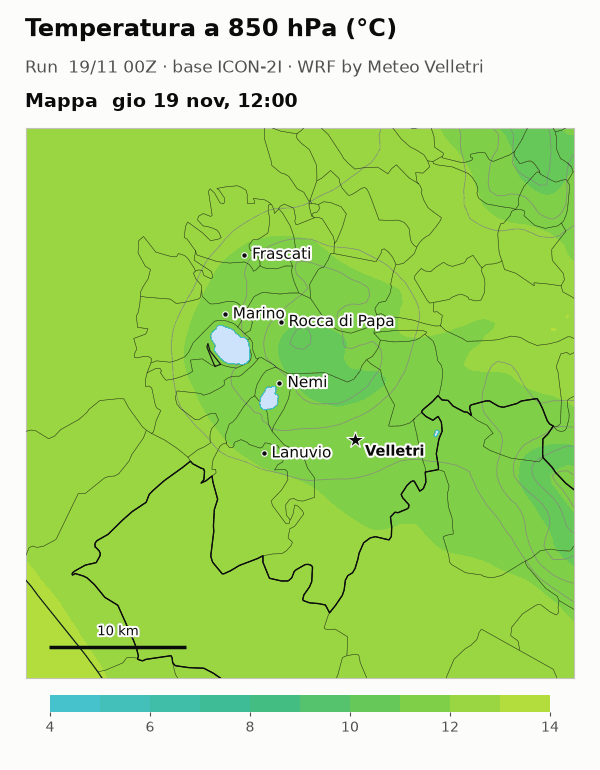 Temperatura a 850 hPa (°C)
Run  19/11 00Z · base ICON-2I · WRF by Meteo Velletri
Mappa  gio 19 nov, 12:00
Frascati
Marino
Rocca di Papa
Nemi
Velletri
Lanuvio
10 km
4 6 8 10 12 14